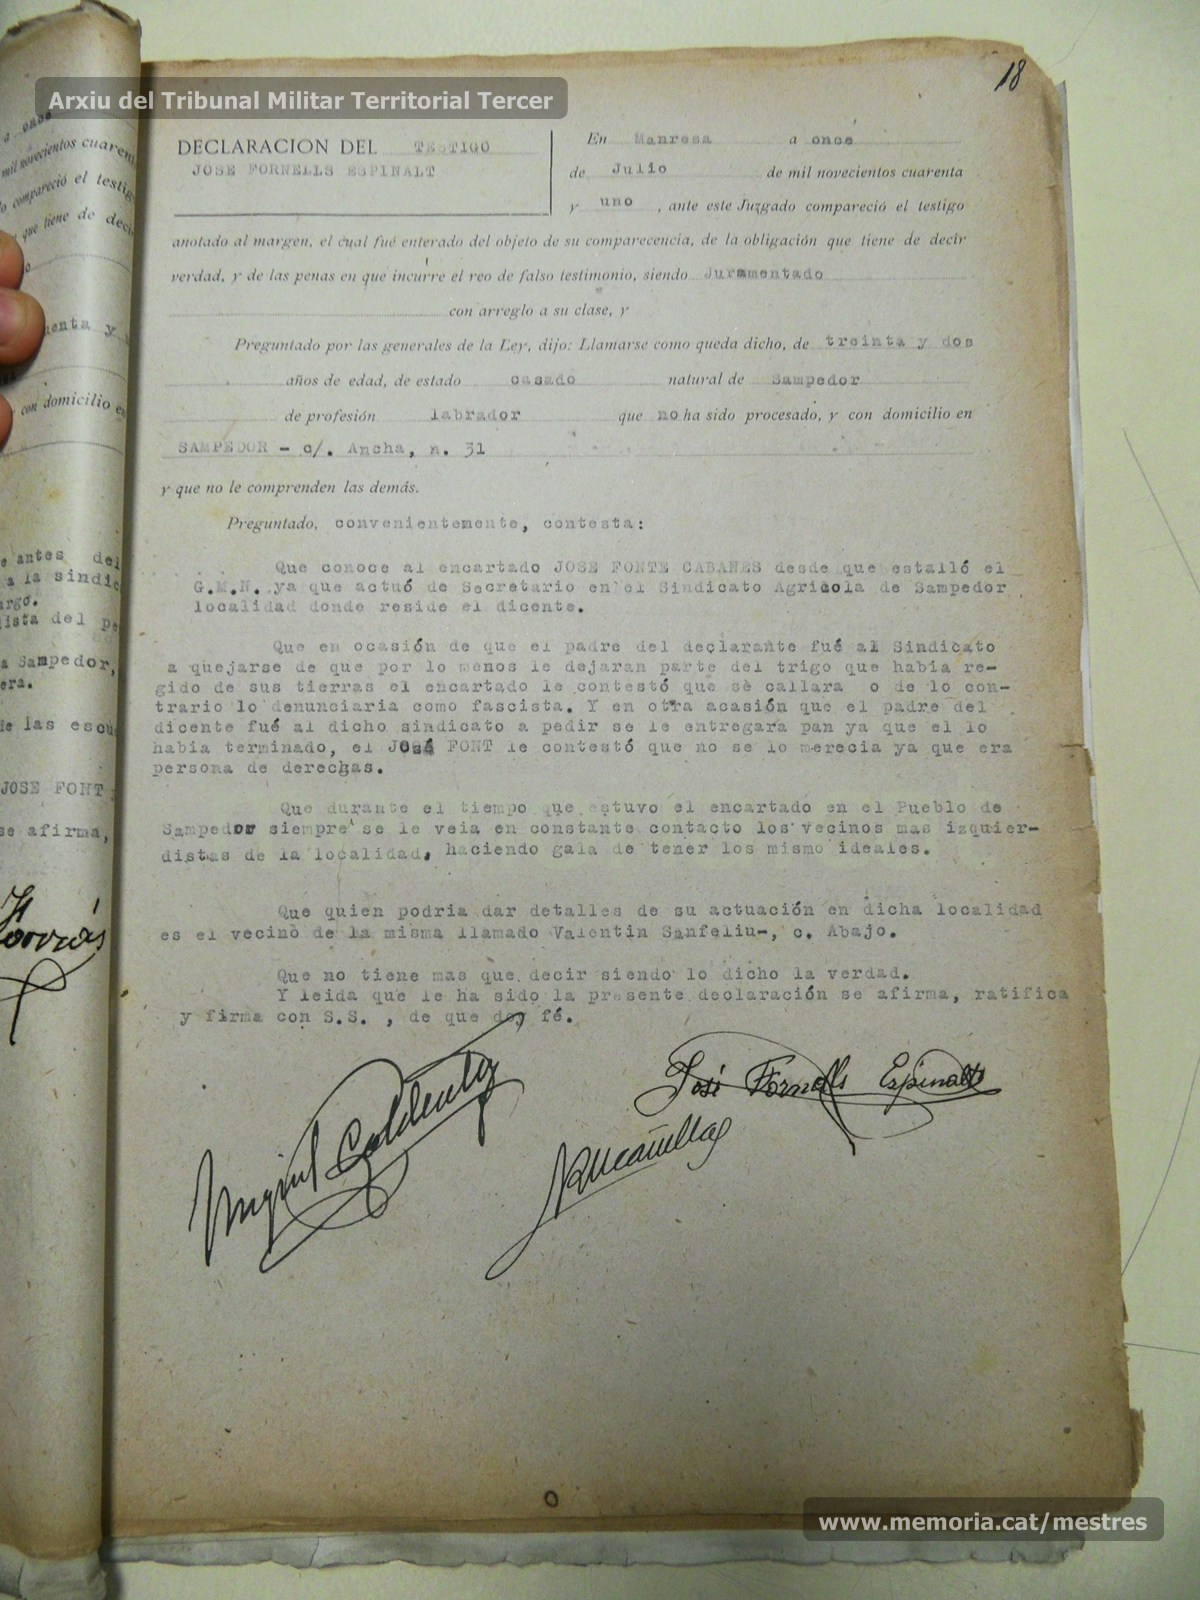 Arxiu del Tribunal Militar Territorial Tercer
18
DECLARACION DEL TESTIGO
JOSE FORNELLS ESPINALT
En Manresa a once
de Julio de mil novecientos cuarenta
y uno , ante este Juzgado compareció el testigo
anotado al margen, el cual fué enterado del objeto de su comparecencia, de la obligación que tiene de decir
verdad, y de las penas en que incurre el reo de falso testimonio, siendo Juramentado
con arreglo a su clase, y
Preguntado por las generales de la Ley, dijo: Llamarse como queda dicho, de treinta y dos
años de edad, de estado casado natural de Sampedor
de profesión labrador que no ha sido procesado, y con domicilio en
SAMPEDOR - c/. Ancha, n. 31
y que no le comprenden las demás.
Preguntado, convenientemente, contesta:
Que conoce al encartado JOSE FONTE CABANES desde que estalló el
G.M.N. ya que actuó de Secretario en el Sindicato Agricola de Sampedor
localidad donde reside el dicente.
Que en ocasión de que el padre del declarante fué al Sindicato
a quejarse de que por lo menos le dejaran parte del trigo que habia re-
gido de sus tierras el encartado le contestó que se callara o de lo con-
trario lo denunciaria como fascista. Y en otra acasión que el padre del
dicente fué al dicho sindicato a pedir se le entregara pan ya que el lo
habia terminado, el JOSÉ FONT le contestó que no se lo merecia ya que era
persona de derechas.
Que durante el tiempo que estuvo el encartado en el Pueblo de
Sampedor siempre se le veia en constante contacto los vecinos mas izquier-
distas de la localidad, haciendo gala de tener los mismo ideales.
Que quien podria dar detalles de su actuación en dicha localidad
es el vecino de la misma llamado Valentin Sanfeliu-, c. Abajo.
Que no tiene mas que decir siendo lo dicho la verdad.
Y leida que le ha sido la presente declaración se afirma, ratifica
y firma con S.S. , de que doy fé.
José Fornells Espinalt
www.memoria.cat/mestres